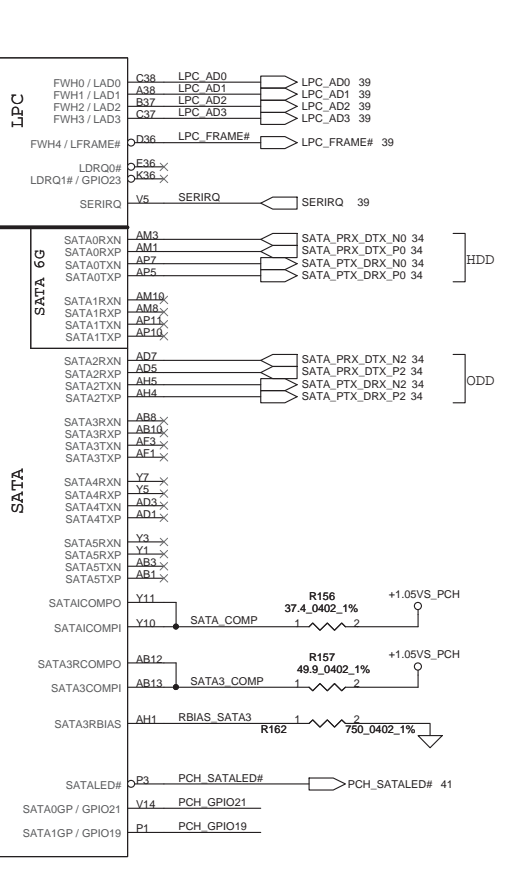 LPC
FWH0 / LAD0 C38 LPC_AD0 LPC_AD0 39
FWH1 / LAD1 A38 LPC_AD1 LPC_AD1 39
FWH2 / LAD2 B37 LPC_AD2 LPC_AD2 39
FWH3 / LAD3 C37 LPC_AD3 LPC_AD3 39
FWH4 / LFRAME# D36 LPC_FRAME# LPC_FRAME# 39
LDRQ0# E36
LDRQ1# / GPIO23 K36
SERIRQ V5 SERIRQ SERIRQ 39
SATA 6G
SATA0RXN AM3 SATA_PRX_DTX_N0 34
SATA0RXP AM1 SATA_PRX_DTX_P0 34
SATA0TXN AP7 SATA_PTX_DRX_N0 34
SATA0TXP AP5 SATA_PTX_DRX_P0 34
HDD
SATA1RXN AM10
SATA1RXP AM8
SATA1TXN AP11
SATA1TXP AP10
SATA
SATA2RXN AD7 SATA_PRX_DTX_N2 34
SATA2RXP AD5 SATA_PRX_DTX_P2 34
SATA2TXN AH5 SATA_PTX_DRX_N2 34
SATA2TXP AH4 SATA_PTX_DRX_P2 34
ODD
SATA3RXN AB8
SATA3RXP AB10
SATA3TXN AF3
SATA3TXP AF1
SATA4RXN Y7
SATA4RXP Y5
SATA4TXN AD3
SATA4TXP AD1
SATA5RXN Y3
SATA5RXP Y1
SATA5TXN AB3
SATA5TXP AB1
R156 +1.05VS_PCH
37.4_0402_1%
SATAICOMPO Y11
SATAICOMPI Y10 SATA_COMP 1 2
R157 +1.05VS_PCH
49.9_0402_1%
SATA3RCOMPO AB12
SATA3COMPI AB13 SATA3_COMP 1 2
SATA3RBIAS AH1 RBIAS_SATA3 1 2
R162 750_0402_1%
SATALED# P3 PCH_SATALED# PCH_SATALED# 41
SATA0GP / GPIO21 V14 PCH_GPIO21
SATA1GP / GPIO19 P1 PCH_GPIO19